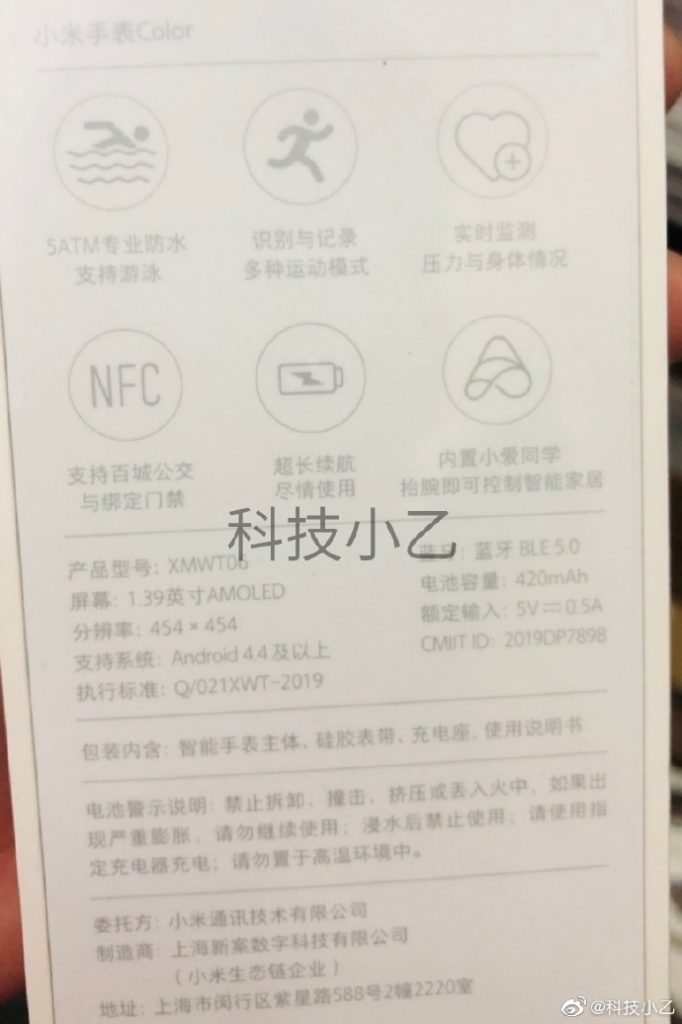 小米手表Color
5ATM专业防水
支持游泳
识别与记录
多种运动模式
实时监测
压力与身体情况
NFC
支持百城公交
与绑定门禁
超长续航
尽情使用
内置小爱同学
抬腕即可控制智能家居
科技小乙
产品型号: XMWT06
屏幕: 1.39英寸AMOLED
分辨率: 454×454
支持系统: Android 4.4及以上
执行标准: Q/021XWT-2019
蓝牙: 蓝牙 BLE 5.0
电池容量: 420mAh
额定输入: 5V⎓0.5A
CMIIT ID: 2019DP7898
包装内含: 智能手表主体、硅胶表带、充电座, 使用说明书
电池警示说明: 禁止拆卸、撞击、挤压或丢入火中, 如果出
现严重膨胀, 请勿继续使用; 浸水后禁止使用; 请使用指
定充电器充电; 请勿置于高温环境中。
委托方: 小米通讯技术有限公司
制造商: 上海新案数字科技有限公司
(小米生态链企业)
地址: 上海市闵行区紫星路588号2幢2220室
@科技小乙